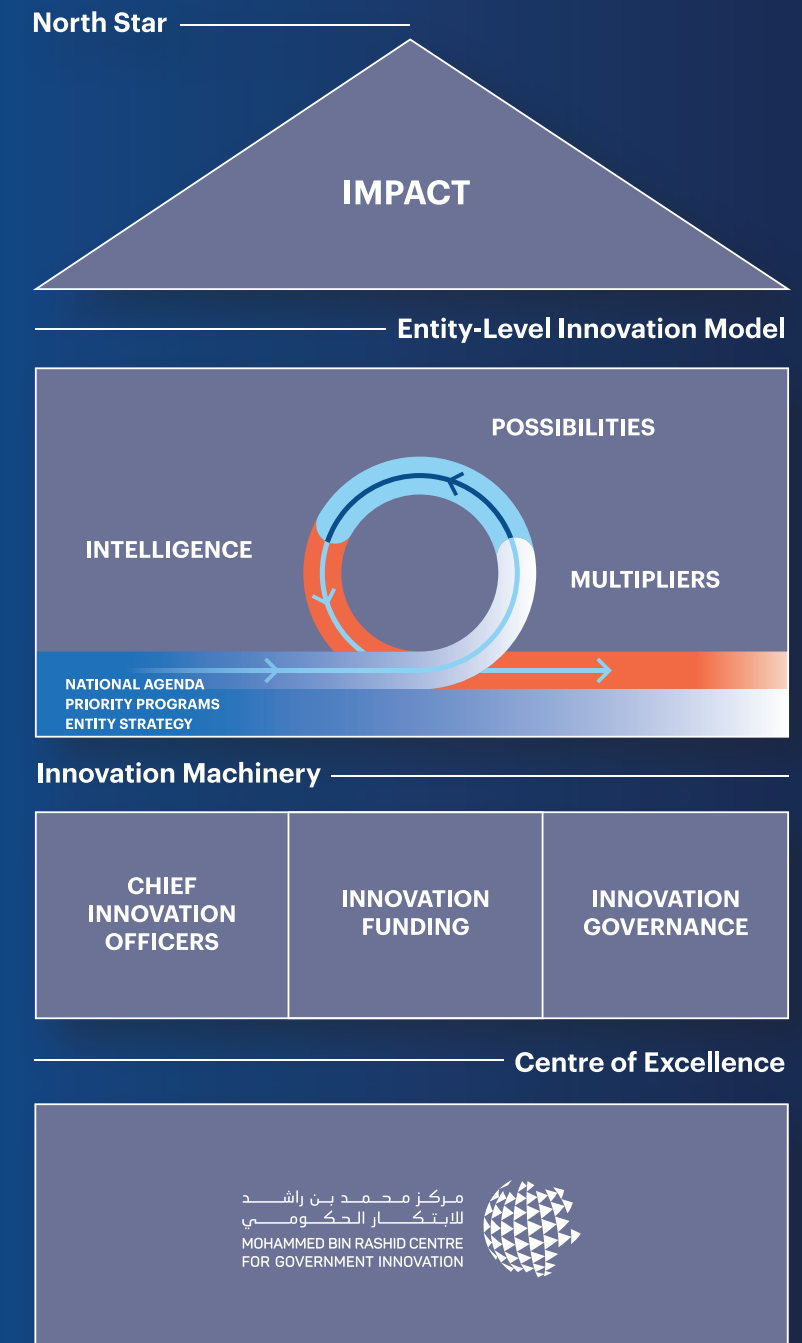 North Star
IMPACT
Entity-Level Innovation Model
POSSIBILITIES
INTELLIGENCE
MULTIPLIERS
NATIONAL AGENDA
PRIORITY PROGRAMS
ENTITY STRATEGY
Innovation Machinery
CHIEF
INNOVATION
OFFICERS
INNOVATION
FUNDING
INNOVATION
GOVERNANCE
Centre of Excellence
مركز محمد بن راشد
للابتكار الحكومي
MOHAMMED BIN RASHID CENTRE
FOR GOVERNMENT INNOVATION